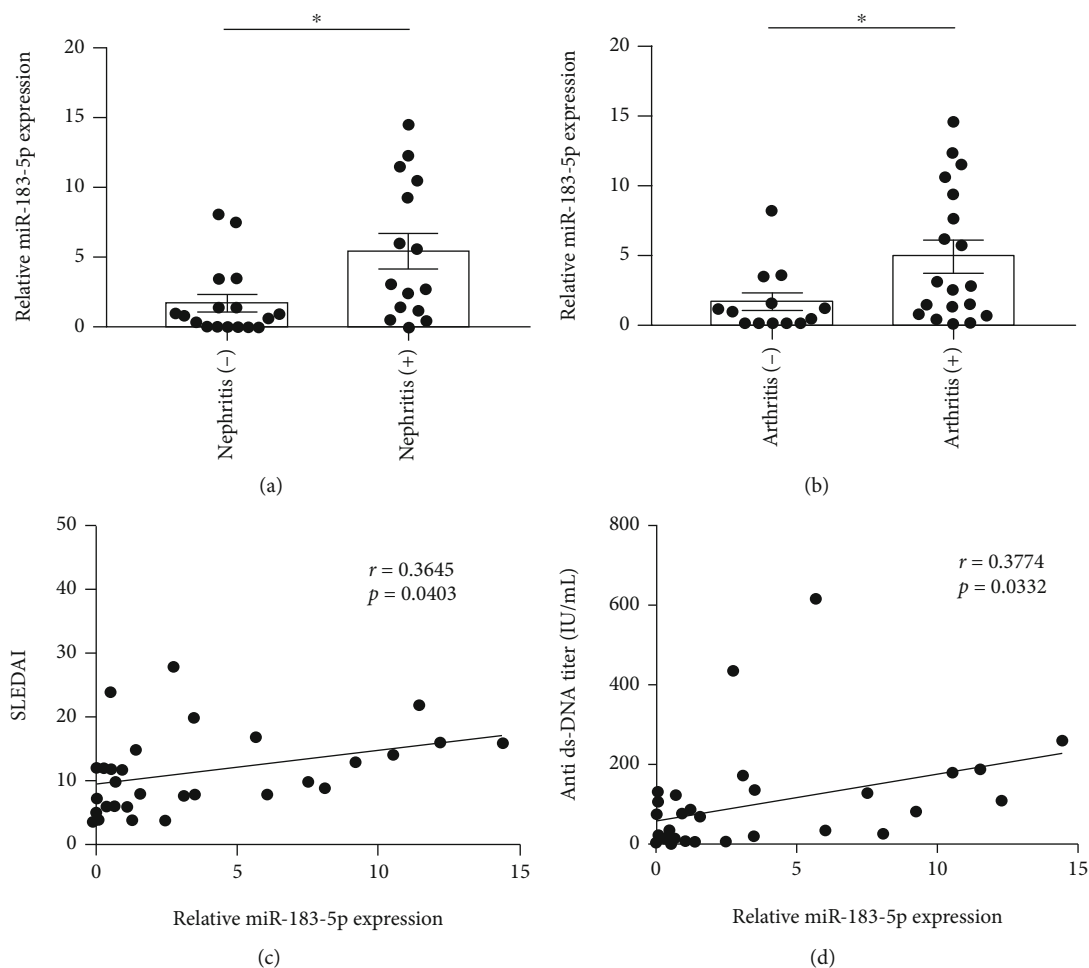 *
20
15
10
5
0
Relative miR-183-5p expression
Nephritis (−)
Nephritis (+)
(a)
*
20
15
10
5
0
Relative miR-183-5p expression
Arthritis (−)
Arthritis (+)
(b)
50
40
30
20
10
0
SLEDAI
r = 0.3645
p = 0.0403
0
5
10
15
Relative miR-183-5p expression
(c)
800
600
400
200
0
Anti ds-DNA titer (IU/mL)
r = 0.3774
p = 0.0332
0
5
10
15
Relative miR-183-5p expression
(d)